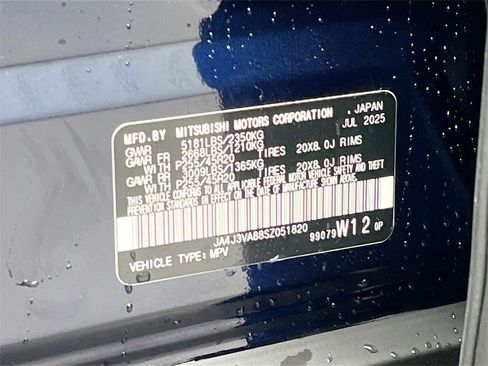 MFD.BY MITSUBISHI MOTORS CORPORATION JAPAN
JUL 2025
GVWR 5181LBS/2350KG
GAWR FR 2668LBS/1210KG
WITH P255/45R20 TIRES 20X8.0J RIMS
GAWR RR 3009LBS/1365KG
WITH P255/45R20 TIRES 20X8.0J RIMS
THIS VEHICLE CONFORMS TO ALL APPLICABLE FEDERAL
MOTOR VEHICLE SAFETY AND THEFT
PREVENTION STANDARDS IN EFFECT ON THE DATE OF
MANUFACTURE SHOWN ABOVE.
JA4J3VA88SZ051820
99079W12 0P
VEHICLE TYPE: MPV